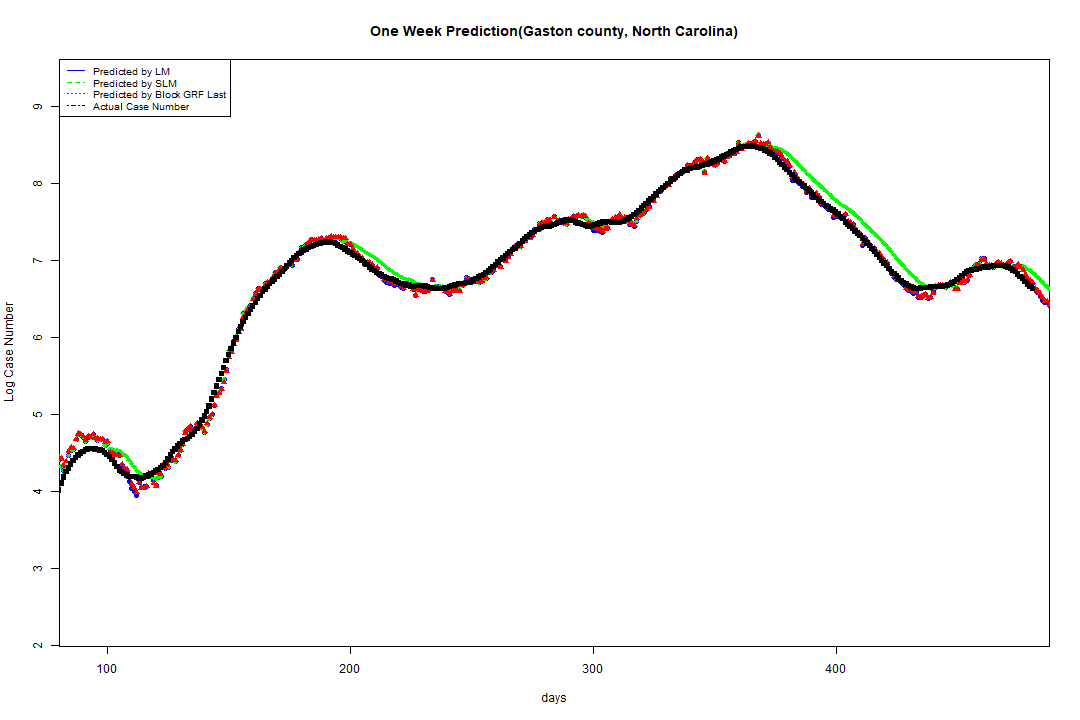 One Week Prediction(Gaston county, North Carolina)
Predicted by LM
Predicted by SLM
Predicted by Block GRF Last
Actual Case Number
9
8
7
6
5
4
3
2
Log Case Number
100 200 300 400
days